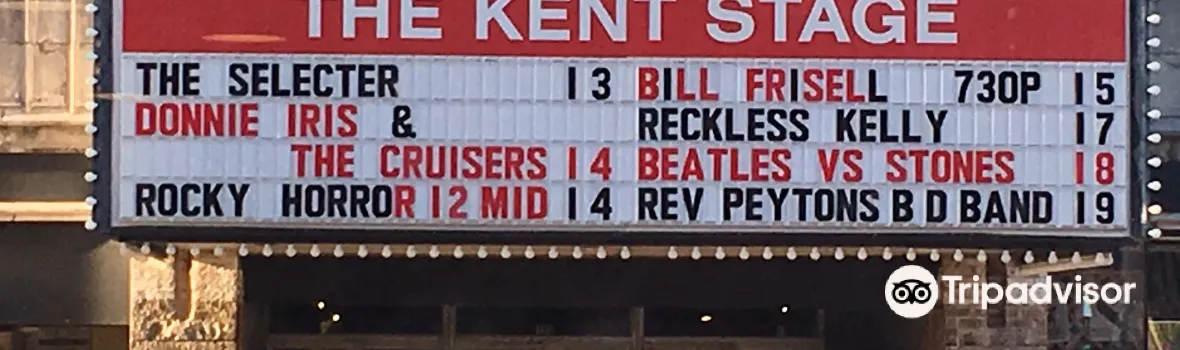 THE KENT STAGE
THE SELECTER 13
DONNIE IRIS &
THE CRUISERS 14
ROCKY HORROR 12 MID 14
BILL FRISELL 730P 15
RECKLESS KELLY 17
BEATLES VS STONES 18
REV PEYTONS B D BAND 19
Tripadvisor